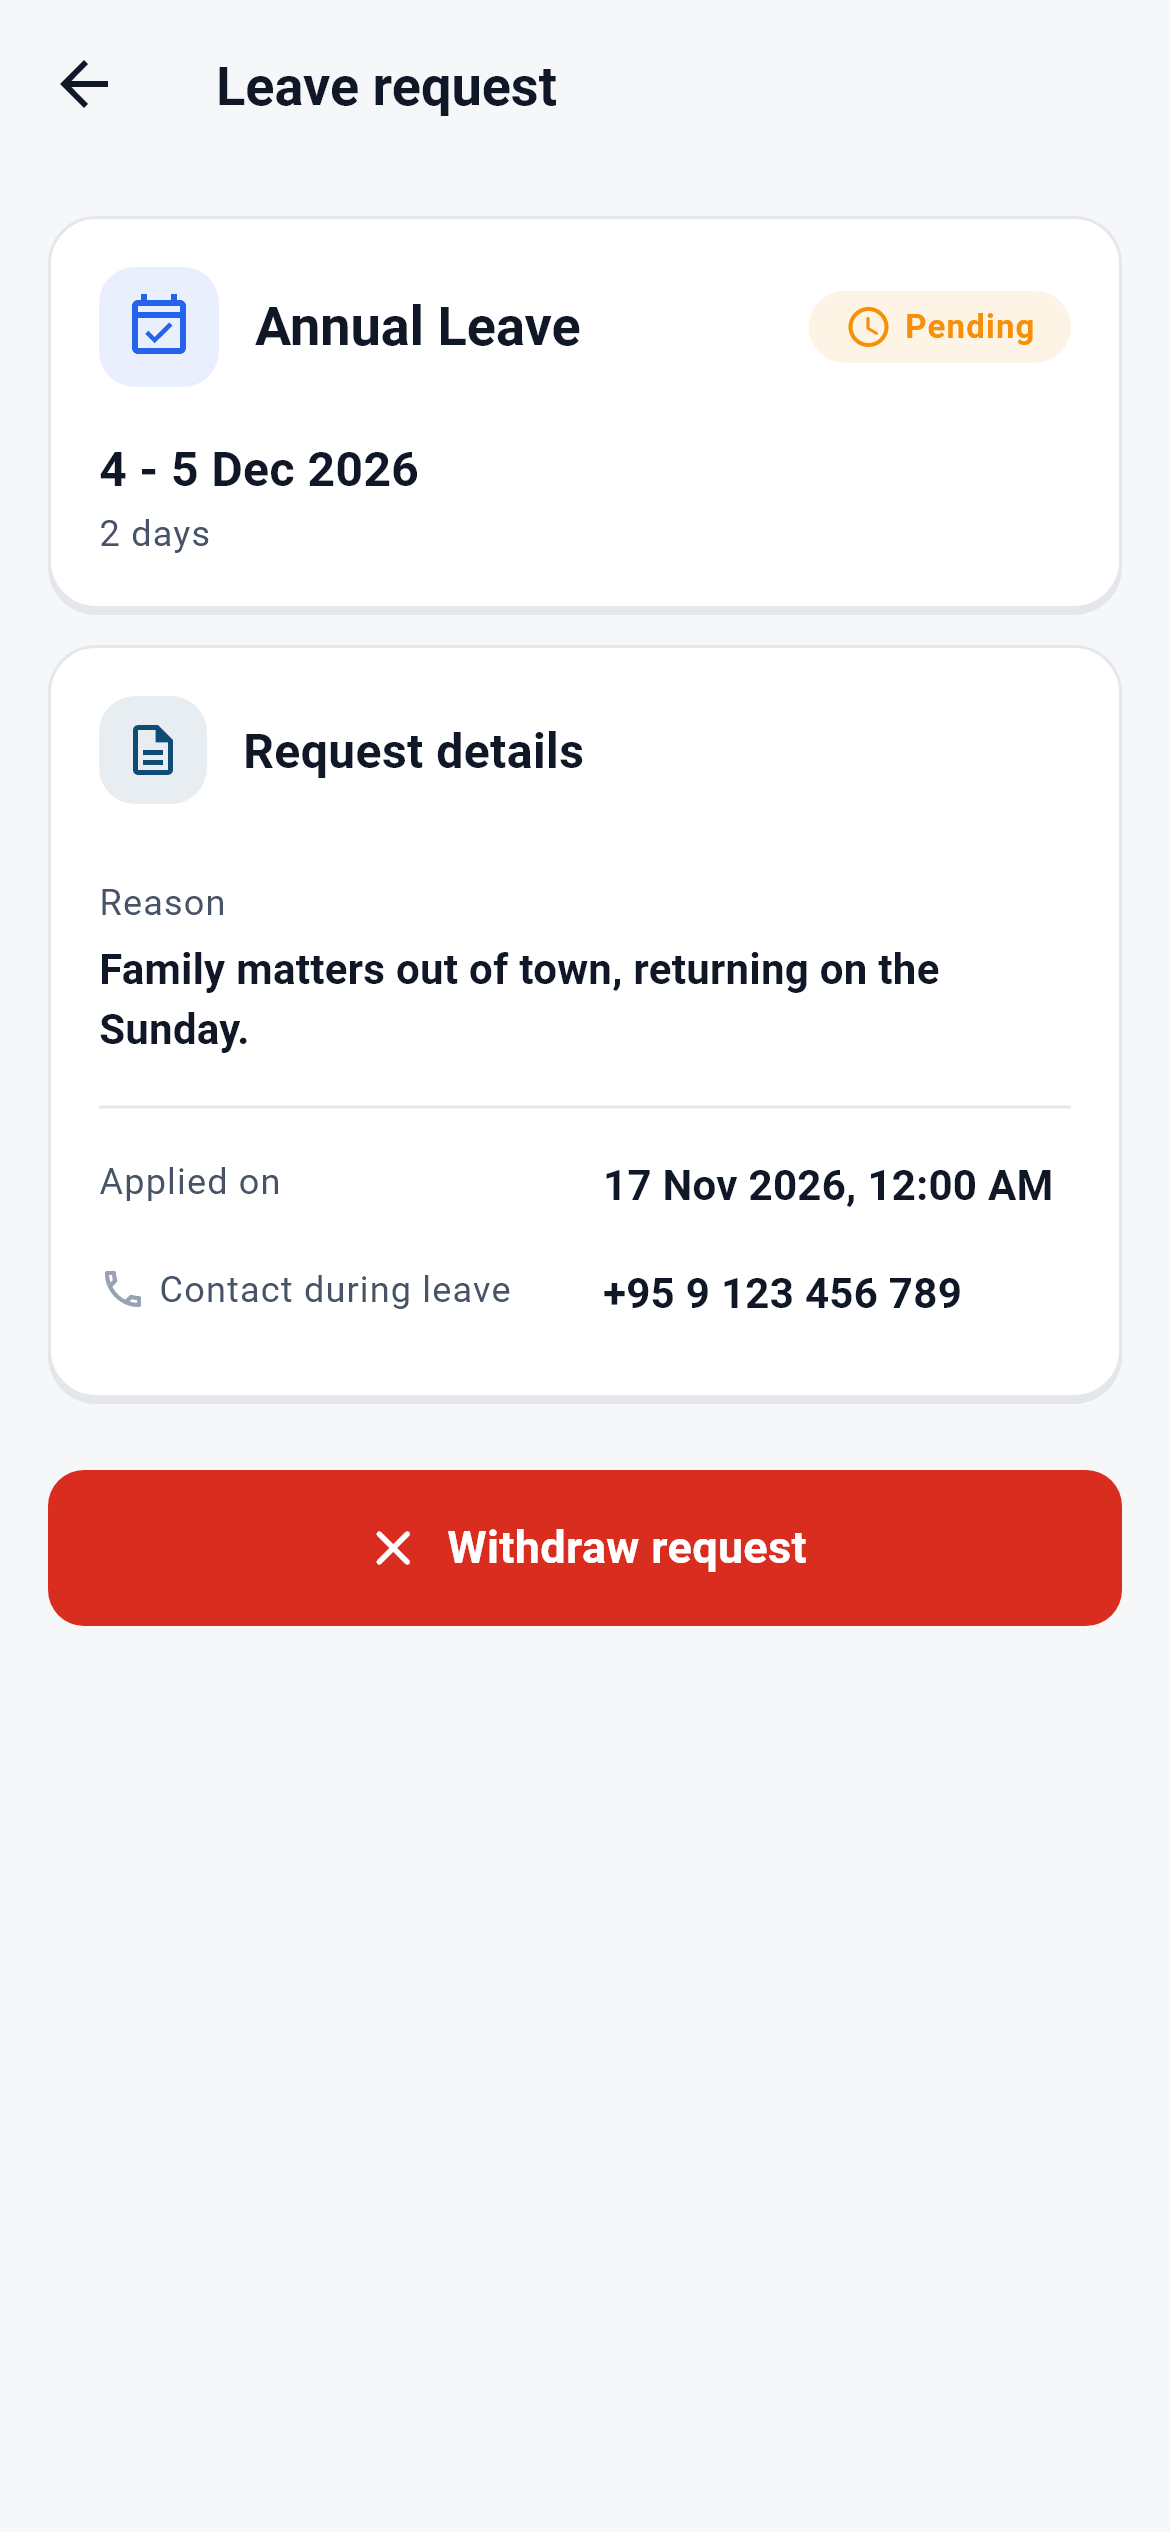 Leave request
Annual Leave
Pending
4 - 5 Dec 2026
2 days
Request details
Reason
Family matters out of town, returning on the
Sunday.
Applied on
17 Nov 2026, 12:00 AM
Contact during leave
+95 9 123 456 789
Withdraw request